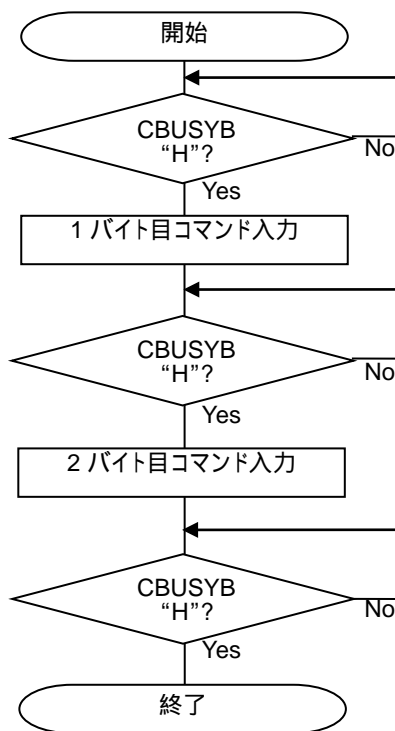 開始
CBUSYB
“H”?
No
Yes
1 バイト目コマンド入力
CBUSYB
“H”?
No
Yes
2 バイト目コマンド入力
CBUSYB
“H”?
No
Yes
終了